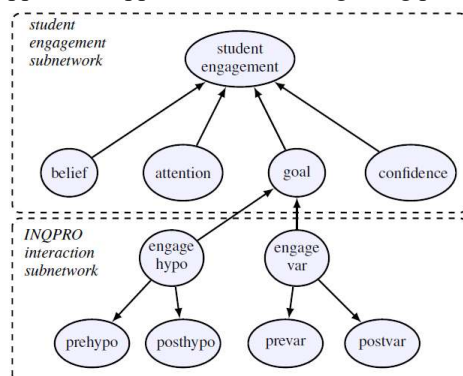 student
engagement
subnetwork
student
engagement
belief
attention
goal
confidence
INQPRO
interaction
subnetwork
engage
hypo
engage
var
prehypo
posthypo
prevar
postvar